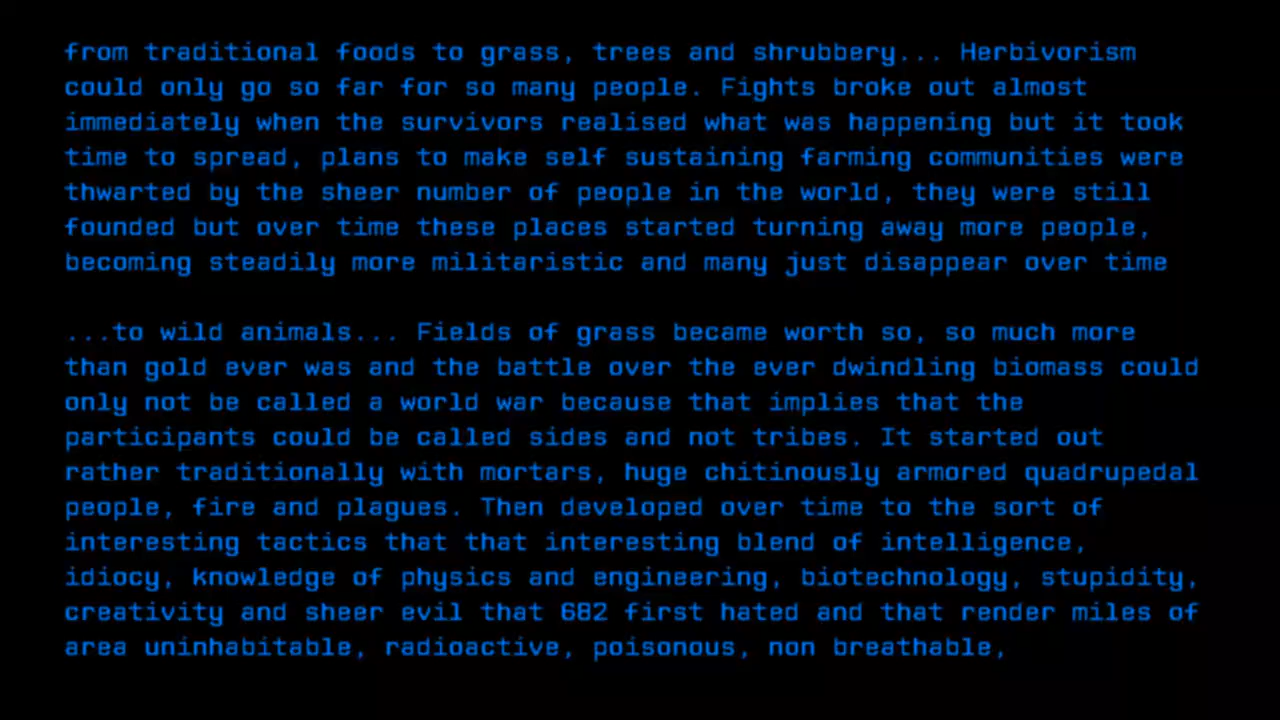 from traditional foods to grass, trees and shrubbery... Herbivorism
could only go so far for so many people. Fights broke out almost
immediately when the survivors realised what was happening but it took
time to spread, plans to make self sustaining farming communities were
thwarted by the sheer number of people in the world, they were still
founded but over time these places started turning away more people,
becoming steadily more militaristic and many just disappear over time
...to wild animals... Fields of grass became worth so, so much more
than gold ever was and the battle over the ever dwindling biomass could
only not be called a world war because that implies that the
participants could be called sides and not tribes. It started out
rather traditionally with mortars, huge chitinously armored quadrupedal
people, fire and plagues. Then developed over time to the sort of
interesting tactics that that interesting blend of intelligence,
idiocy, knowledge of physics and engineering, biotechnology, stupidity,
creativity and sheer evil that 682 first hated and that render miles of
area uninhabitable, radioactive, poisonous, non breathable,